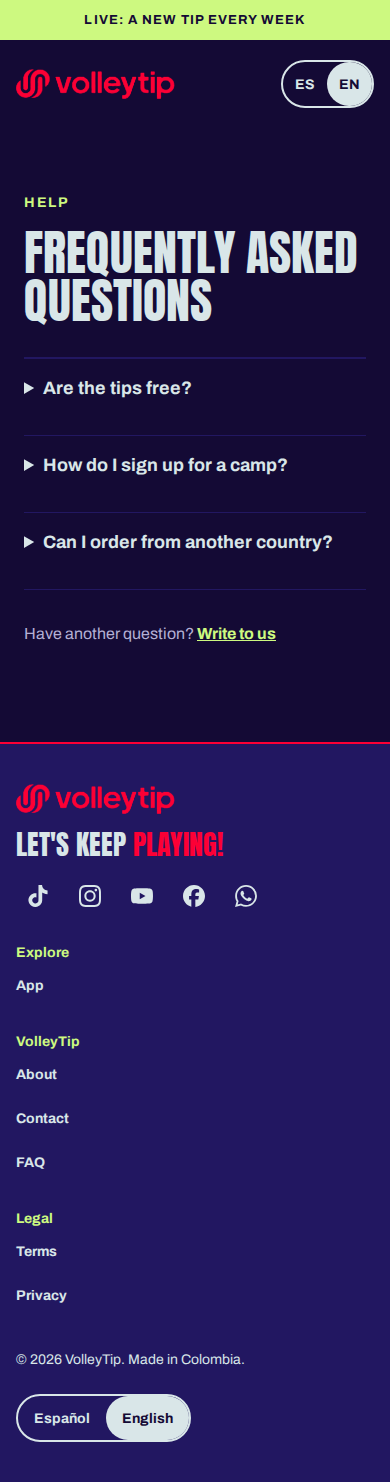 LIVE: A NEW TIP EVERY WEEK
volleytip
ES EN
HELP
FREQUENTLY ASKED
QUESTIONS
Are the tips free?
How do I sign up for a camp?
Can I order from another country?
Have another question? Write to us
volleytip
LET'S KEEP PLAYING!
Explore
App
VolleyTip
About
Contact
FAQ
Legal
Terms
Privacy
© 2026 VolleyTip. Made in Colombia.
Español English